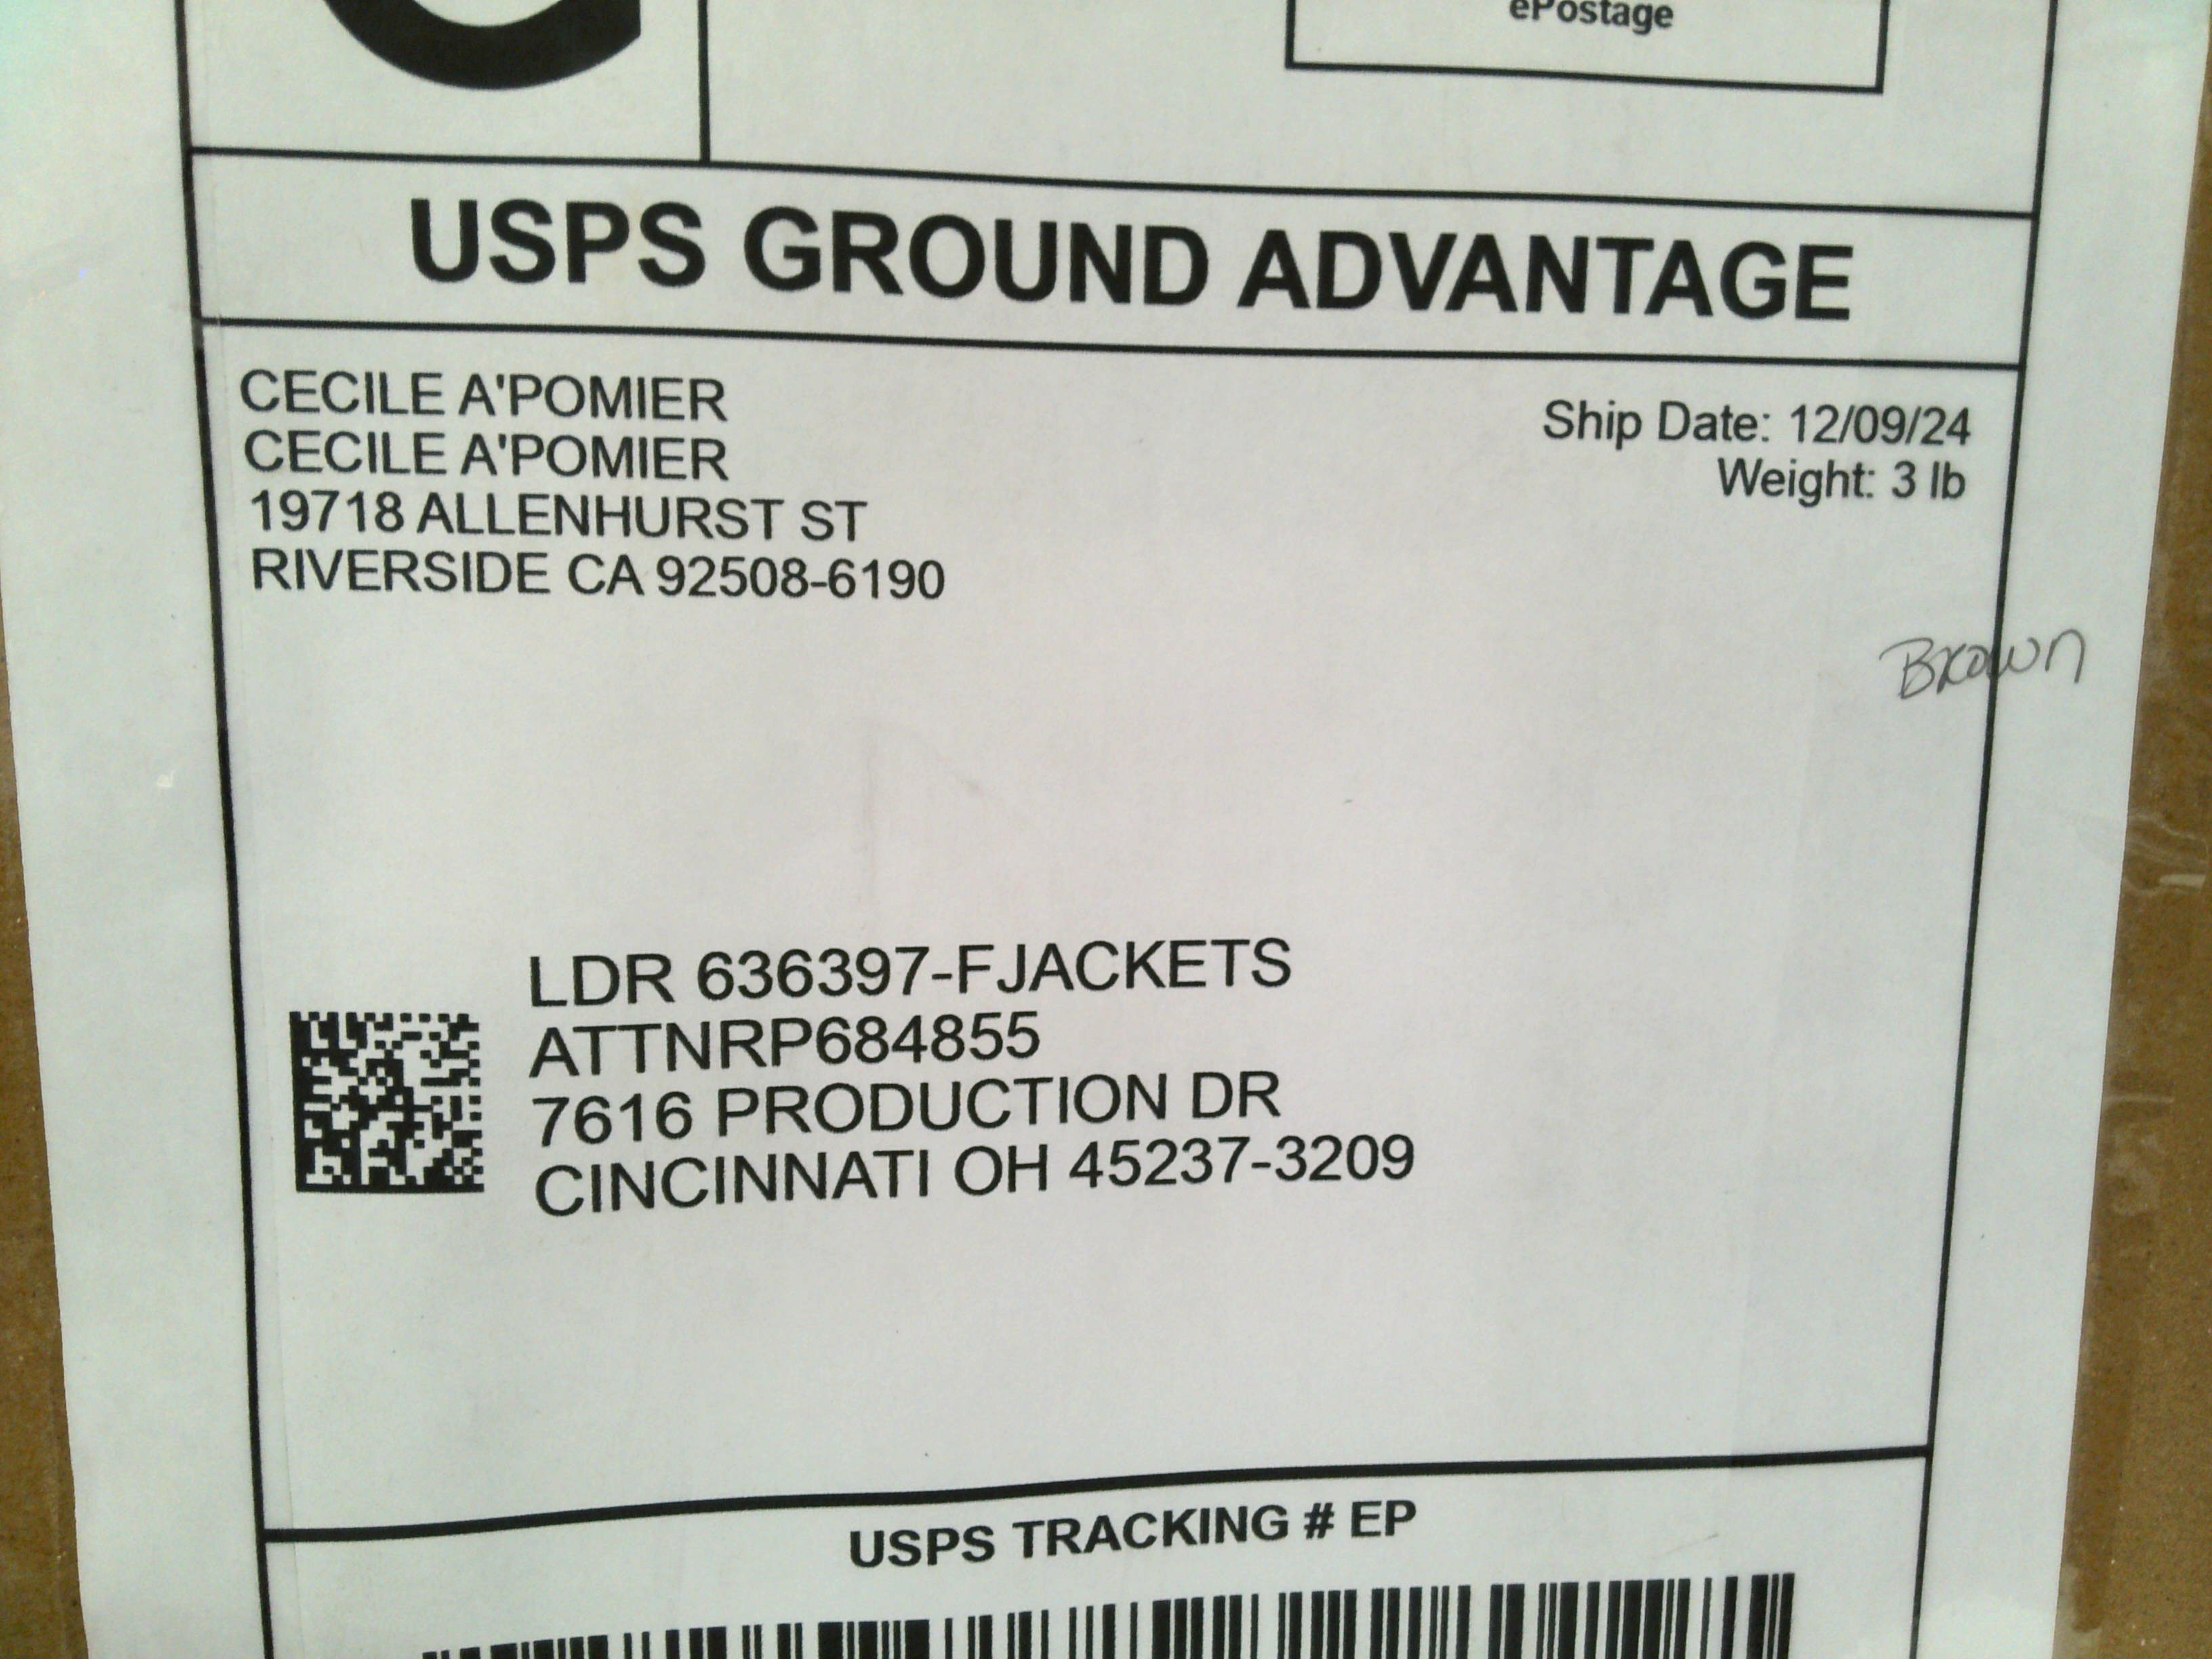 ePostage
USPS GROUND ADVANTAGE
CECILE A'POMIER
CECILE A'POMIER
19718 ALLENHURST ST
RIVERSIDE CA 92508-6190
Ship Date: 12/09/24
Weight: 3 lb
Brown
LDR 636397-FJACKETS
ATTNRP684855
7616 PRODUCTION DR
CINCINNATI OH 45237-3209
USPS TRACKING # EP